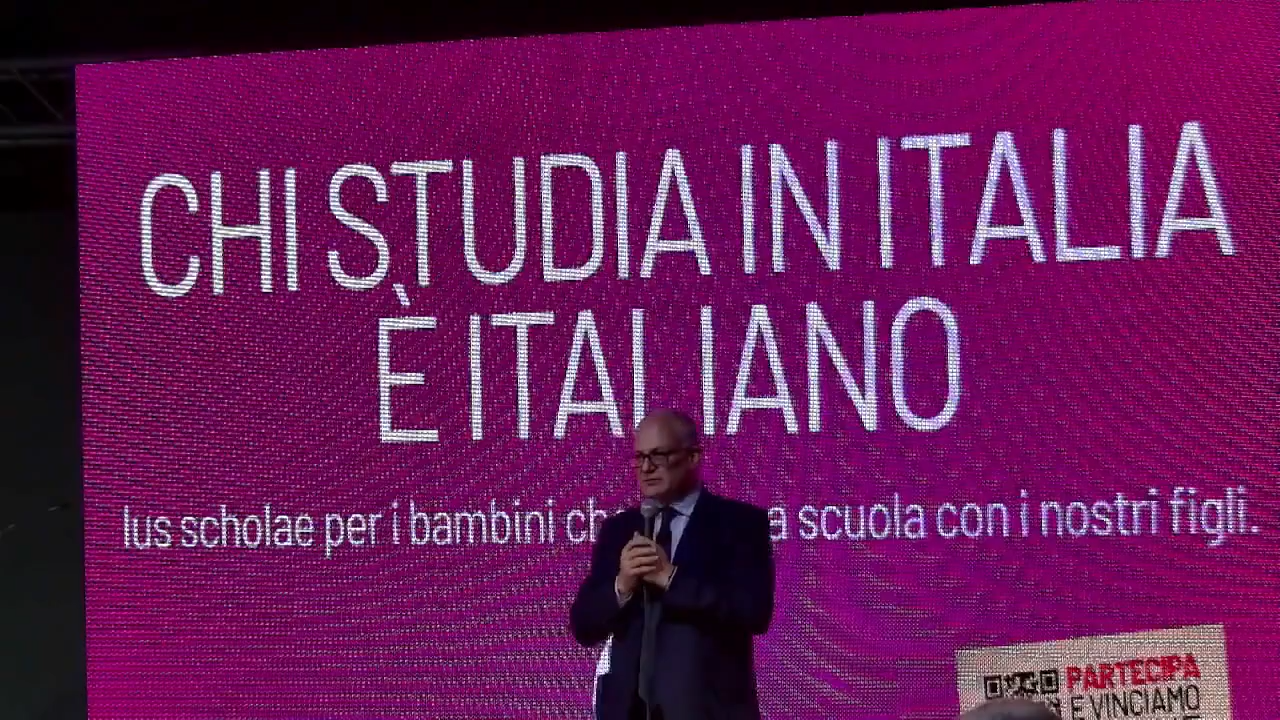 CHI STUDIA IN ITALIA
È ITALIANO
Ius scholae per i bambini a scuola con i nostri figli.
PARTECIPA
E VINCIAMO